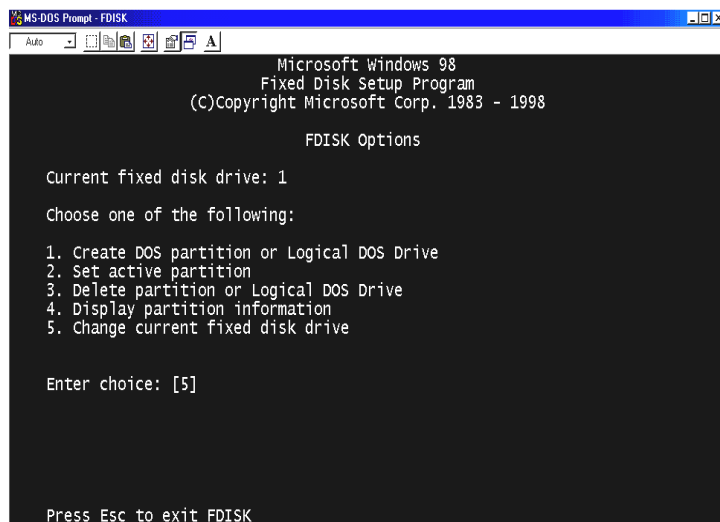 MS-DOS Prompt - FDISK
Auto
A
Microsoft Windows 98
Fixed Disk Setup Program
(C)Copyright Microsoft Corp. 1983 - 1998
FDISK Options
Current fixed disk drive: 1
Choose one of the following:
1. Create DOS partition or Logical DOS Drive
2. Set active partition
3. Delete partition or Logical DOS Drive
4. Display partition information
5. Change current fixed disk drive
Enter choice: [5]
Press Esc to exit FDISK